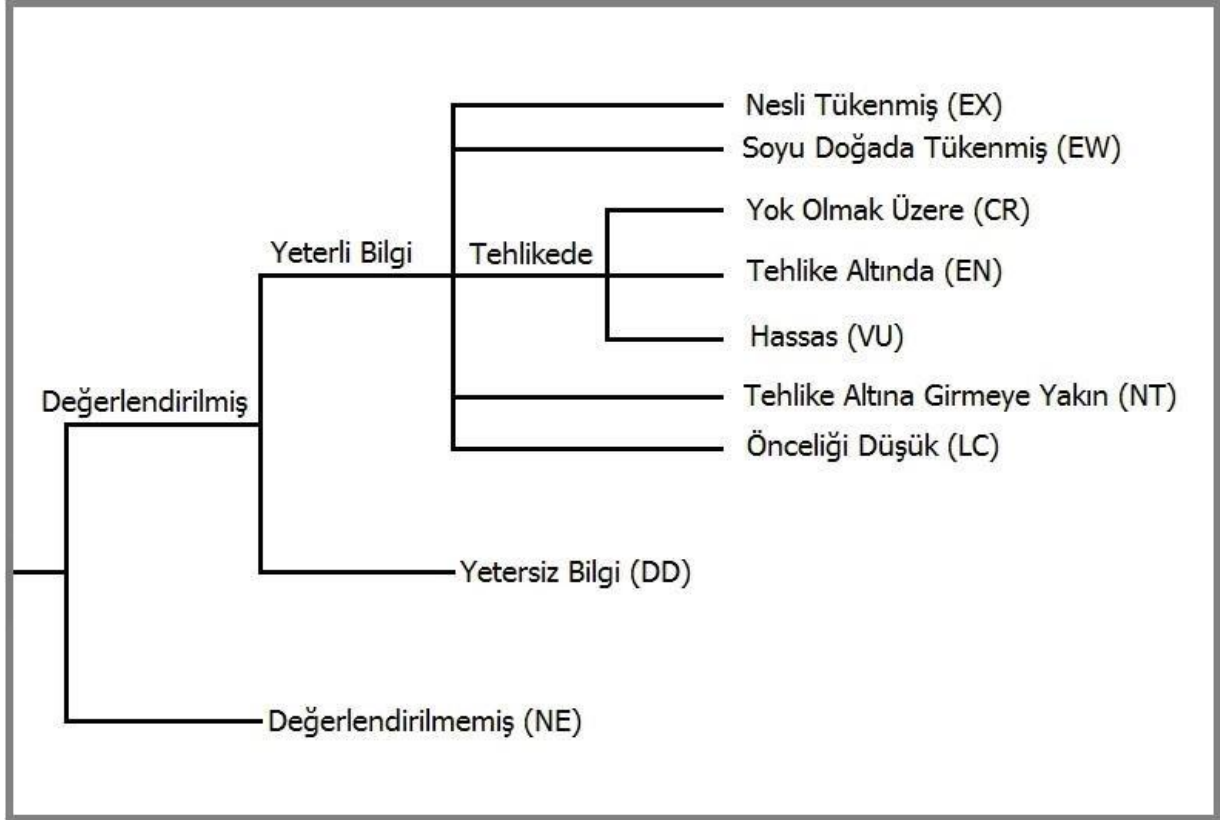 Nesli Tükenmiş (EX)
Soyu Doğada Tükenmiş (EW)
Yok Olmak Üzere (CR)
Yeterli Bilgi
Tehlikede
Tehlike Altında (EN)
Hassas (VU)
Değerlendirilmiş
Tehlike Altına Girmeye Yakın (NT)
Önceliği Düşük (LC)
Yetersiz Bilgi (DD)
Değerlendirilmemiş (NE)